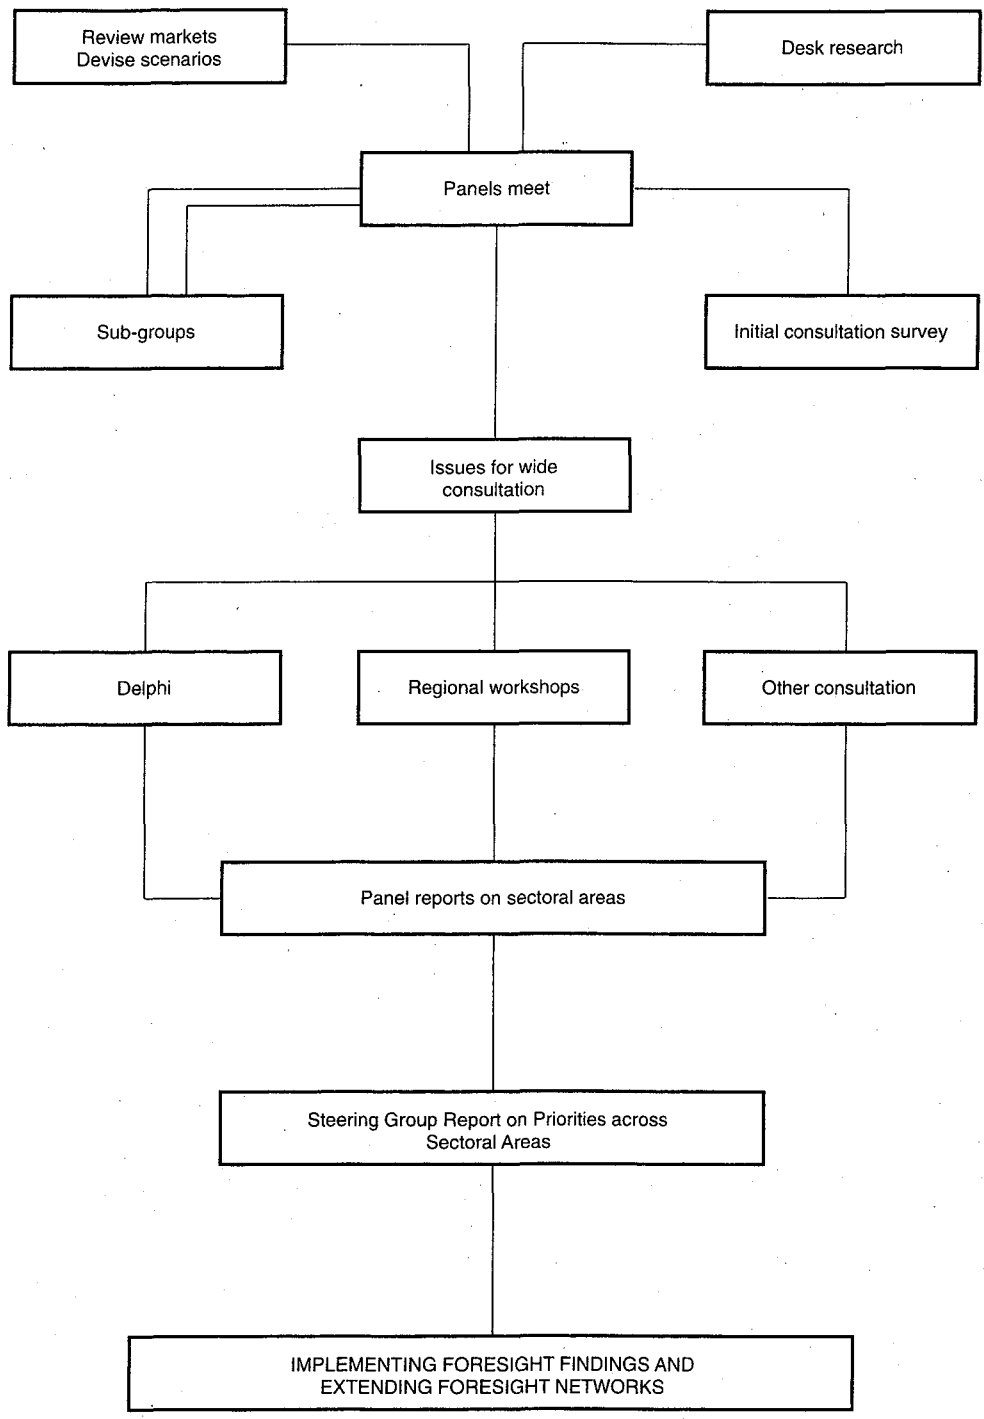 Review markets
Devise scenarios
Desk research
Panels meet
Sub-groups
Initial consultation survey
Issues for wide
consultation
Delphi
Regional workshops
Other consultation
Panel reports on sectoral areas
Steering Group Report on Priorities across
Sectoral Areas
IMPLEMENTING FORESIGHT FINDINGS AND
EXTENDING FORESIGHT NETWORKS